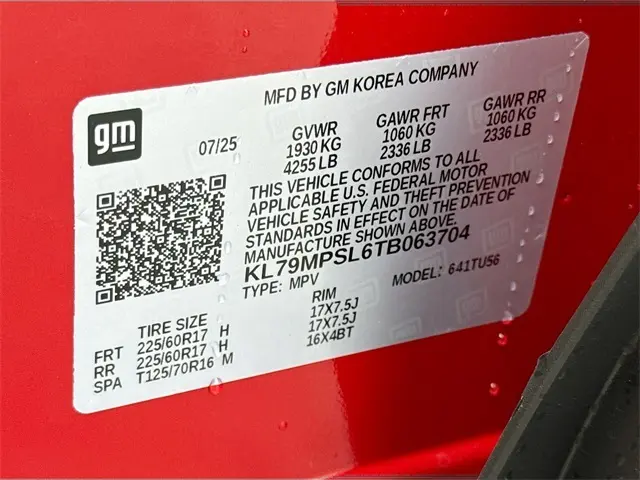 MFD BY GM KOREA COMPANY
gm
07/25
GVWR GAWR FRT GAWR RR
1930 KG 1060 KG 1060 KG
4255 LB 2336 LB 2336 LB
THIS VEHICLE CONFORMS TO ALL
APPLICABLE U.S. FEDERAL MOTOR
VEHICLE SAFETY AND THEFT PREVENTION
STANDARDS IN EFFECT ON THE DATE OF
MANUFACTURE SHOWN ABOVE.
KL79MPSL6TB063704
TYPE: MPV MODEL: 641TU56
TIRE SIZE RIM
FRT 225/60R17 H 17X7.5J
RR 225/60R17 H 17X7.5J
SPA T125/70R16 M 16X4BT